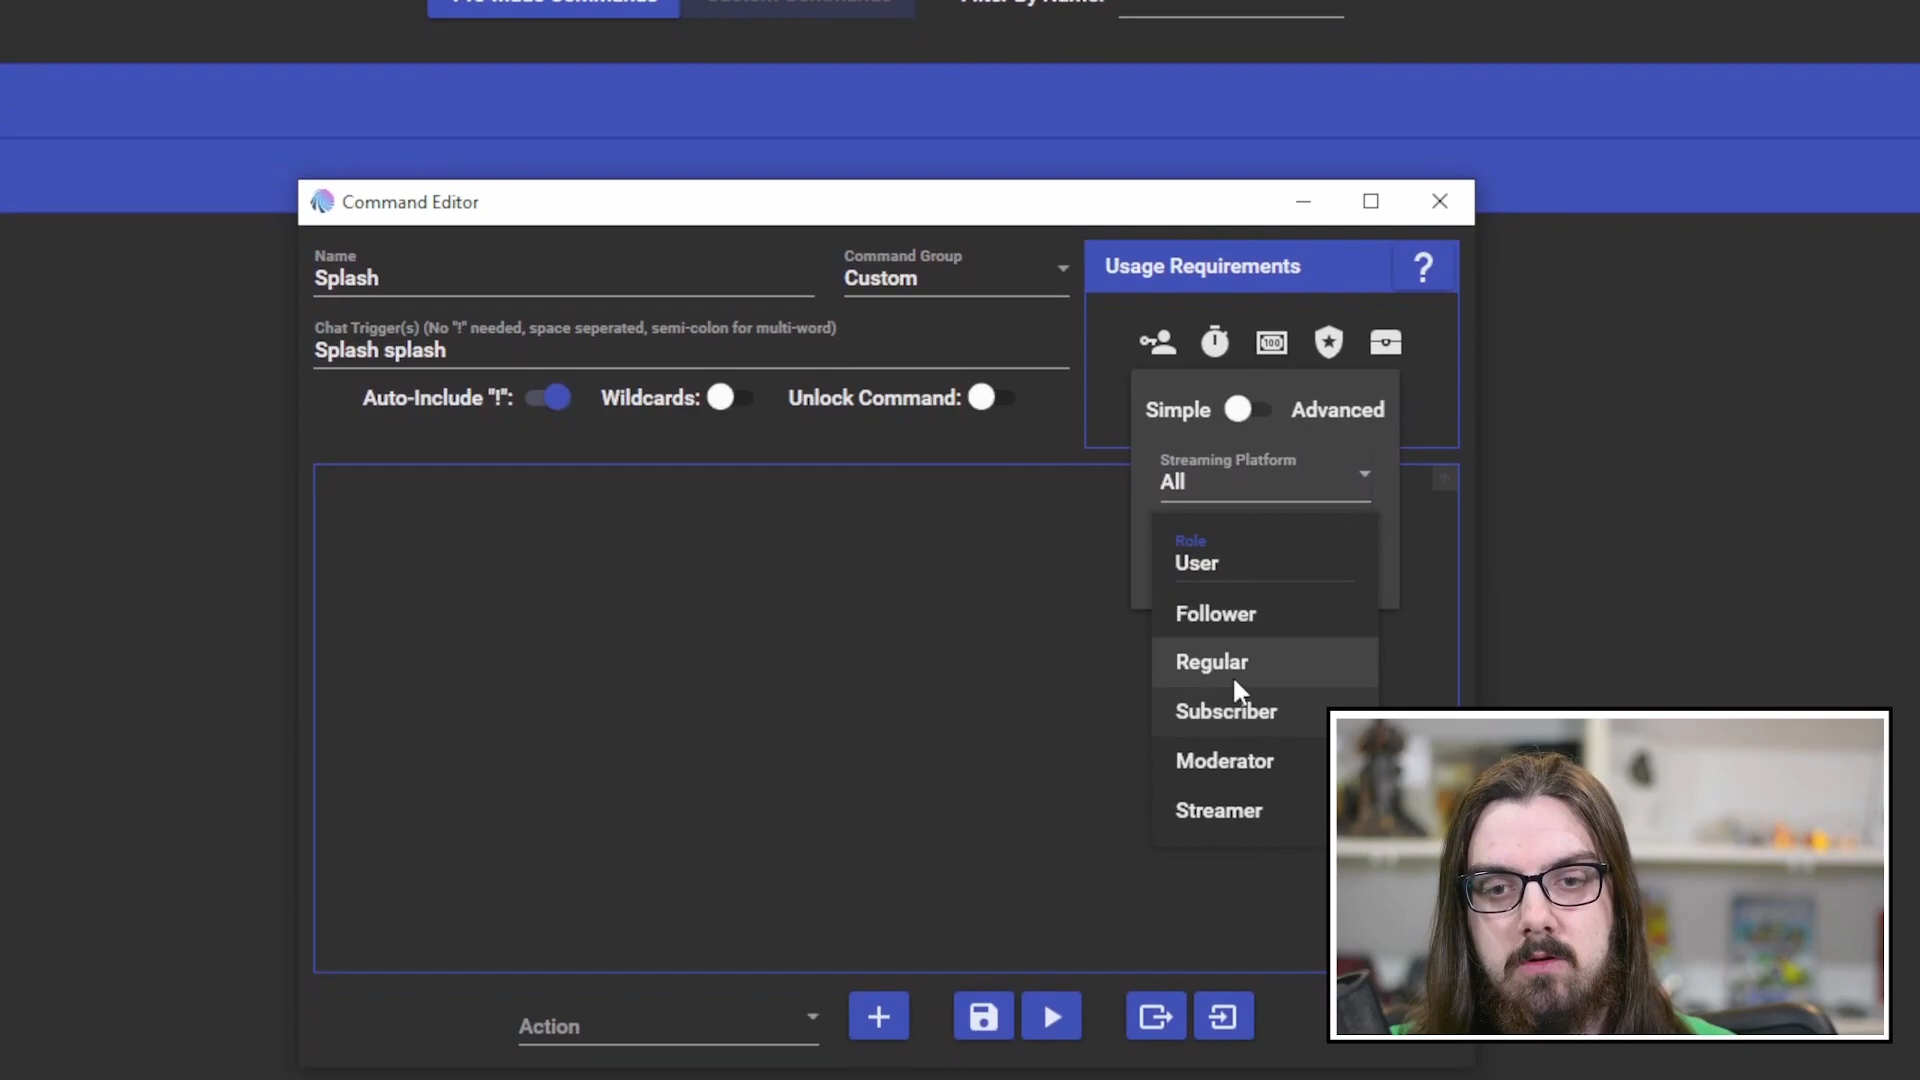 Command Editor
Name
Splash
Command Group
Custom
Usage Requirements
?
Chat Trigger(s) (No "!" needed, space seperated, semi-colon for multi-word)
Splash splash
100
Auto-Include "!":
Wildcards:
Unlock Command:
Simple
Advanced
Streaming Platform
All
Role
User
Follower
Regular
Subscriber
Moderator
Streamer
Action